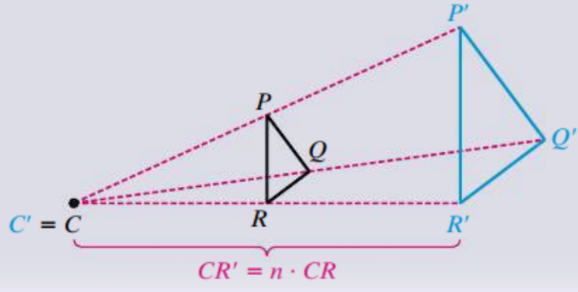 P′
P
Q
Q′
C′ = C
R
R′
CR′ = n · CR